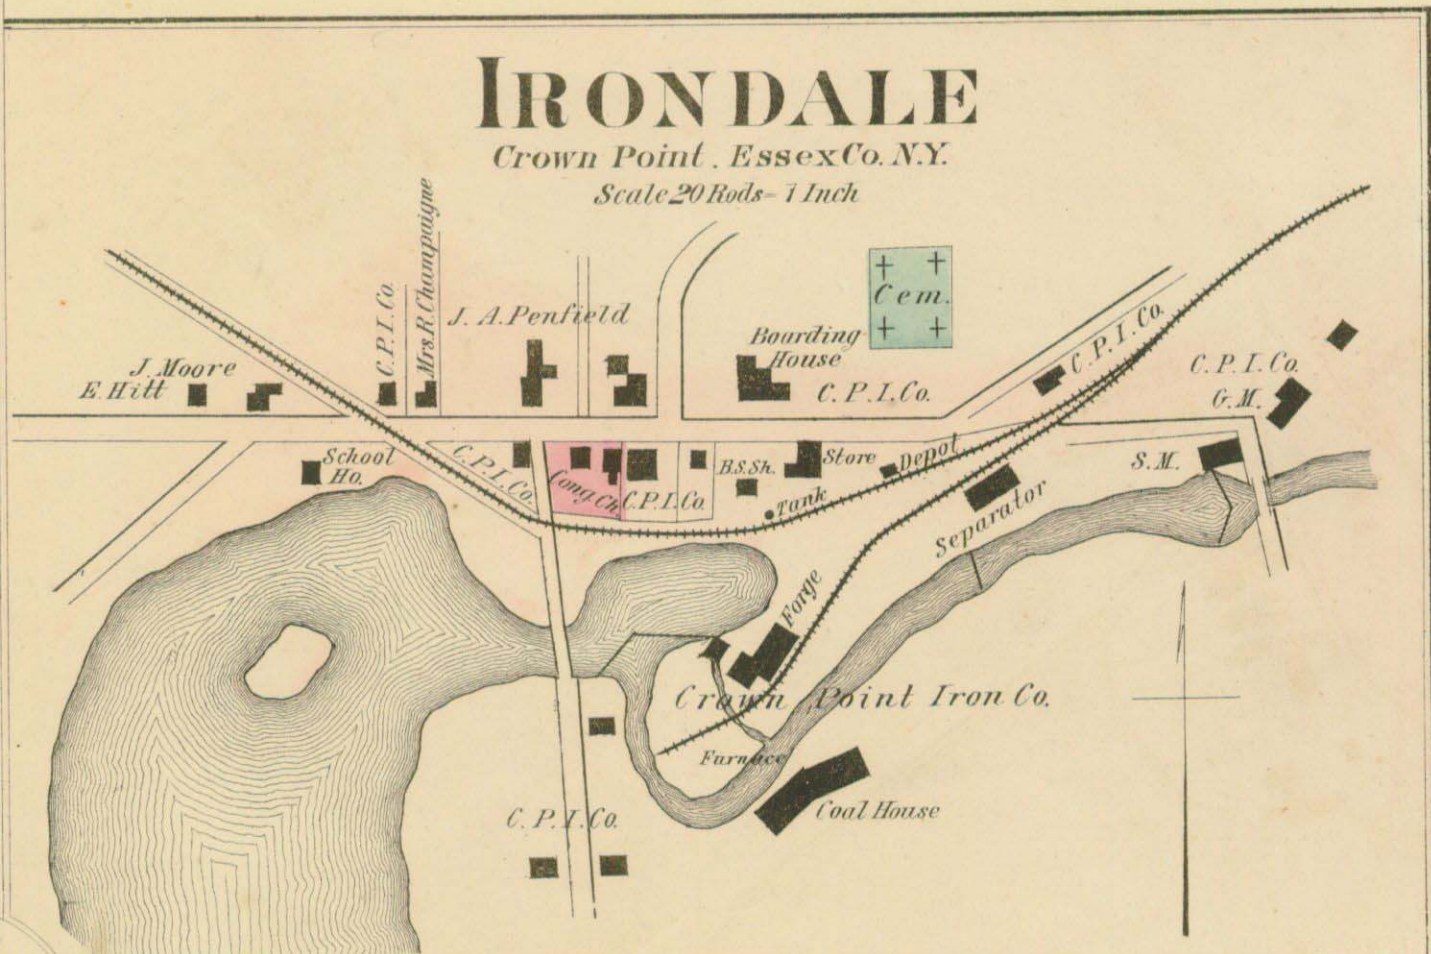 IRONDALE
Crown Point. Essex Co. N.Y.
Scale 20 Rods = 1 Inch
C.P.I.Co.
Mrs. R. Champaigne
J. A. Penfield
Cem.
Boarding
House
C.P.I.Co.
C.P.I.Co.
C.P.I.Co.
G.M.
J. Moore
E. Hitt
School
Ho.
C.P.I.Co.
Cong. Ch.
C.P.I.Co.
B.S.Sh.
Store
Depot
Tank
S.M.
Separator
Forge
Crown Point Iron Co.
Furnace
Coal House
C.P.I.Co.